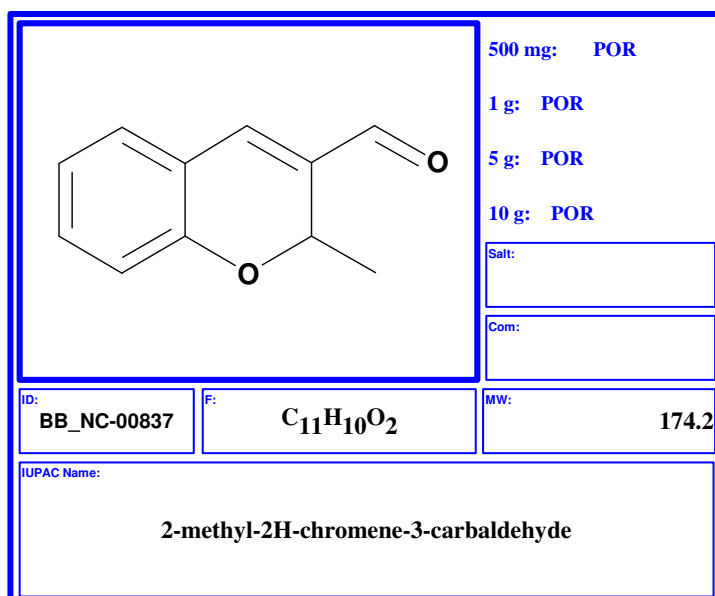 500 mg: POR
1 g: POR
5 g: POR
10 g: POR
O
O
Salt:
Com:
ID:
BB_NC-00837
F:
C11H10O2
MW:
174.2
IUPAC Name:
2-methyl-2H-chromene-3-carbaldehyde